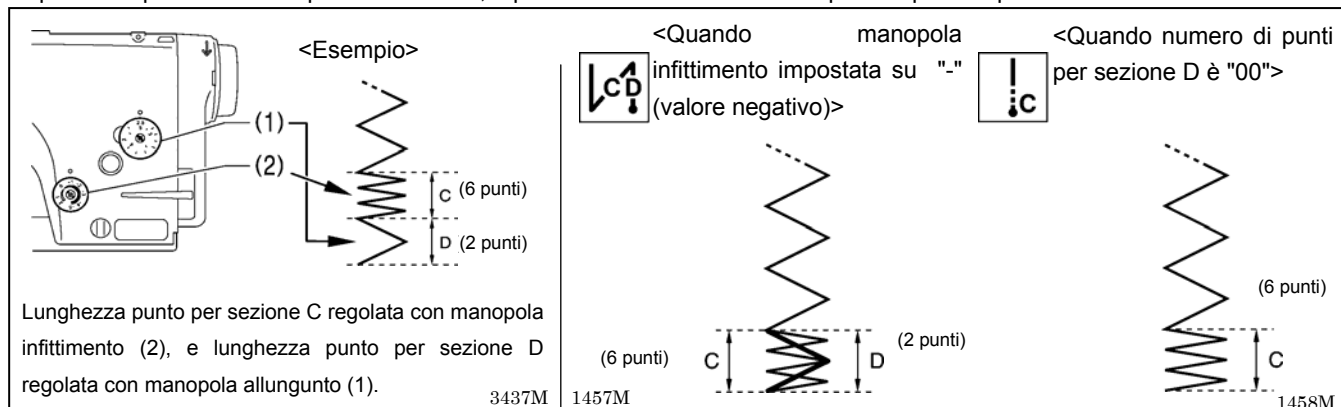 <Esempio>
(1)
(2)
C (6 punti)
D (2 punti)
Lunghezza punto per sezione C regolata con manopola
infittimento (2), e lunghezza punto per sezione D
regolata con manopola allungunto (1).
3437M
<Quando manopola
infittimento impostata su "-"
(valore negativo)>
C D
(6 punti) C
D (2 punti)
1457M
<Quando numero di punti
per sezione D è "00">
C
(6 punti)
C
1458M